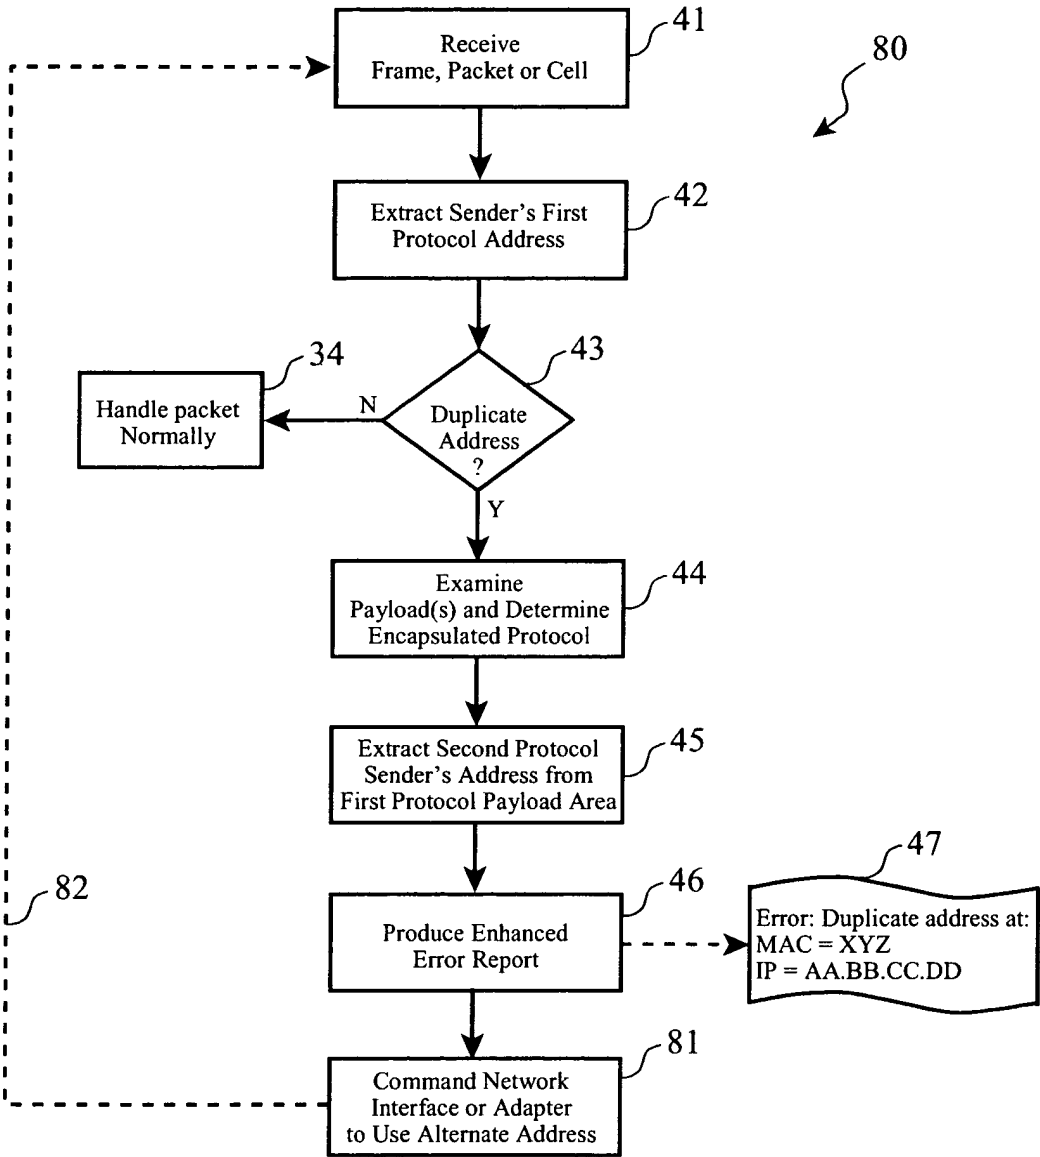 41
Receive
Frame, Packet or Cell
80
42
Extract Sender's First
Protocol Address
43
34
N
Handle packet
Normally
Duplicate
Address
?
Y
44
Examine
Payload(s) and Determine
Encapsulated Protocol
45
Extract Second Protocol
Sender's Address from
First Protocol Payload Area
82
46
47
Produce Enhanced
Error Report
Error: Duplicate address at:
MAC = XYZ
IP = AA.BB.CC.DD
81
Command Network
Interface or Adapter
to Use Alternate Address